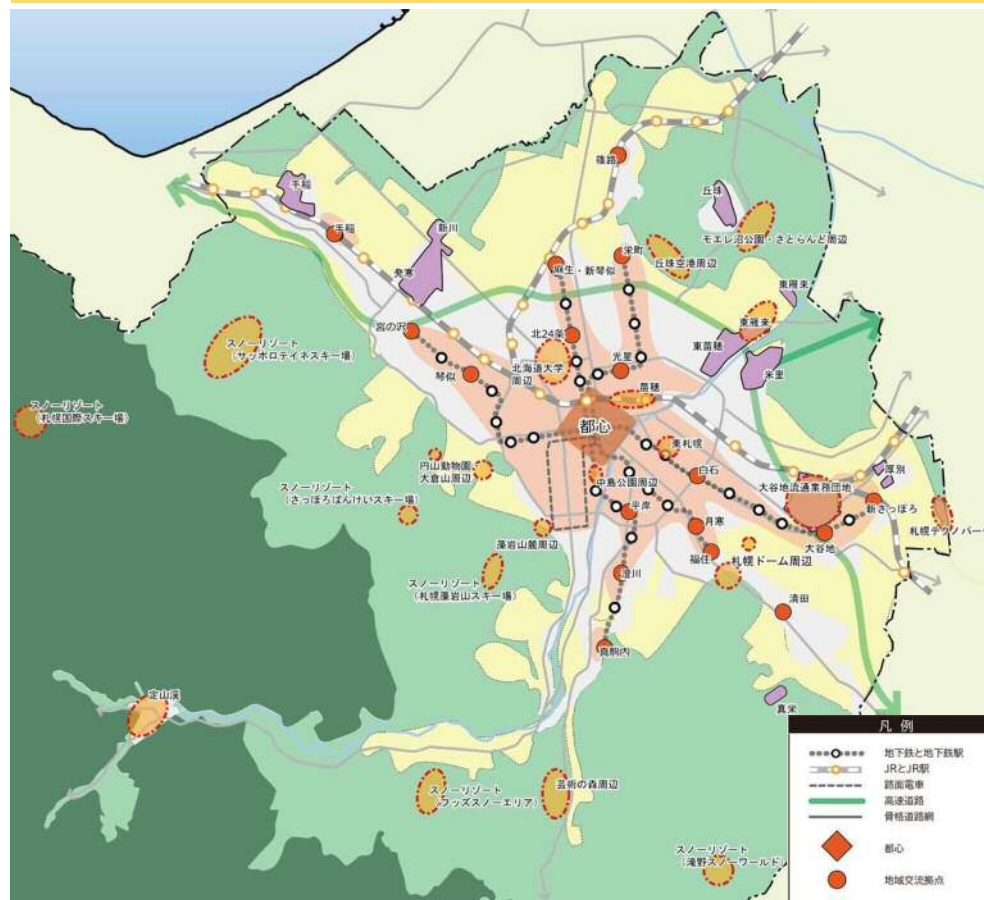 篠路
手稲
丘珠
新川
手稲
モエレ沼公園・さとらんど周辺
栄町
丘珠空港周辺
麻生・新琴似
発寒
東雁来
東雁来
宮の沢
北24条
東苗穂
スノーリゾート
（サッポロテイネスキー場）
光星
米里
琴似
北海道大学
周辺
苗穂
スノーリゾート
（札幌国際スキー場）
都心
東札幌
円山動物園、
大倉山周辺
白石
厚別
中島公園周辺
大谷地流通業務団地
スノーリゾート
（さっぽろばんけいスキー場）
新さっぽろ
平岸
月寒
札幌テクノパーク
藻岩山麓周辺
大谷地
福住
札幌ドーム周辺
スノーリゾート
（札幌藻岩山スキー場）
澄川
清田
真駒内
定山渓
真栄
凡 例
地下鉄と地下鉄駅
JRとJR駅
路面電車
スノーリゾート
（フッズスノーエリア）
芸術の森周辺
高速道路
骨格道路網
都心
スノーリゾート
（滝野スノーワールド）
地域交流拠点